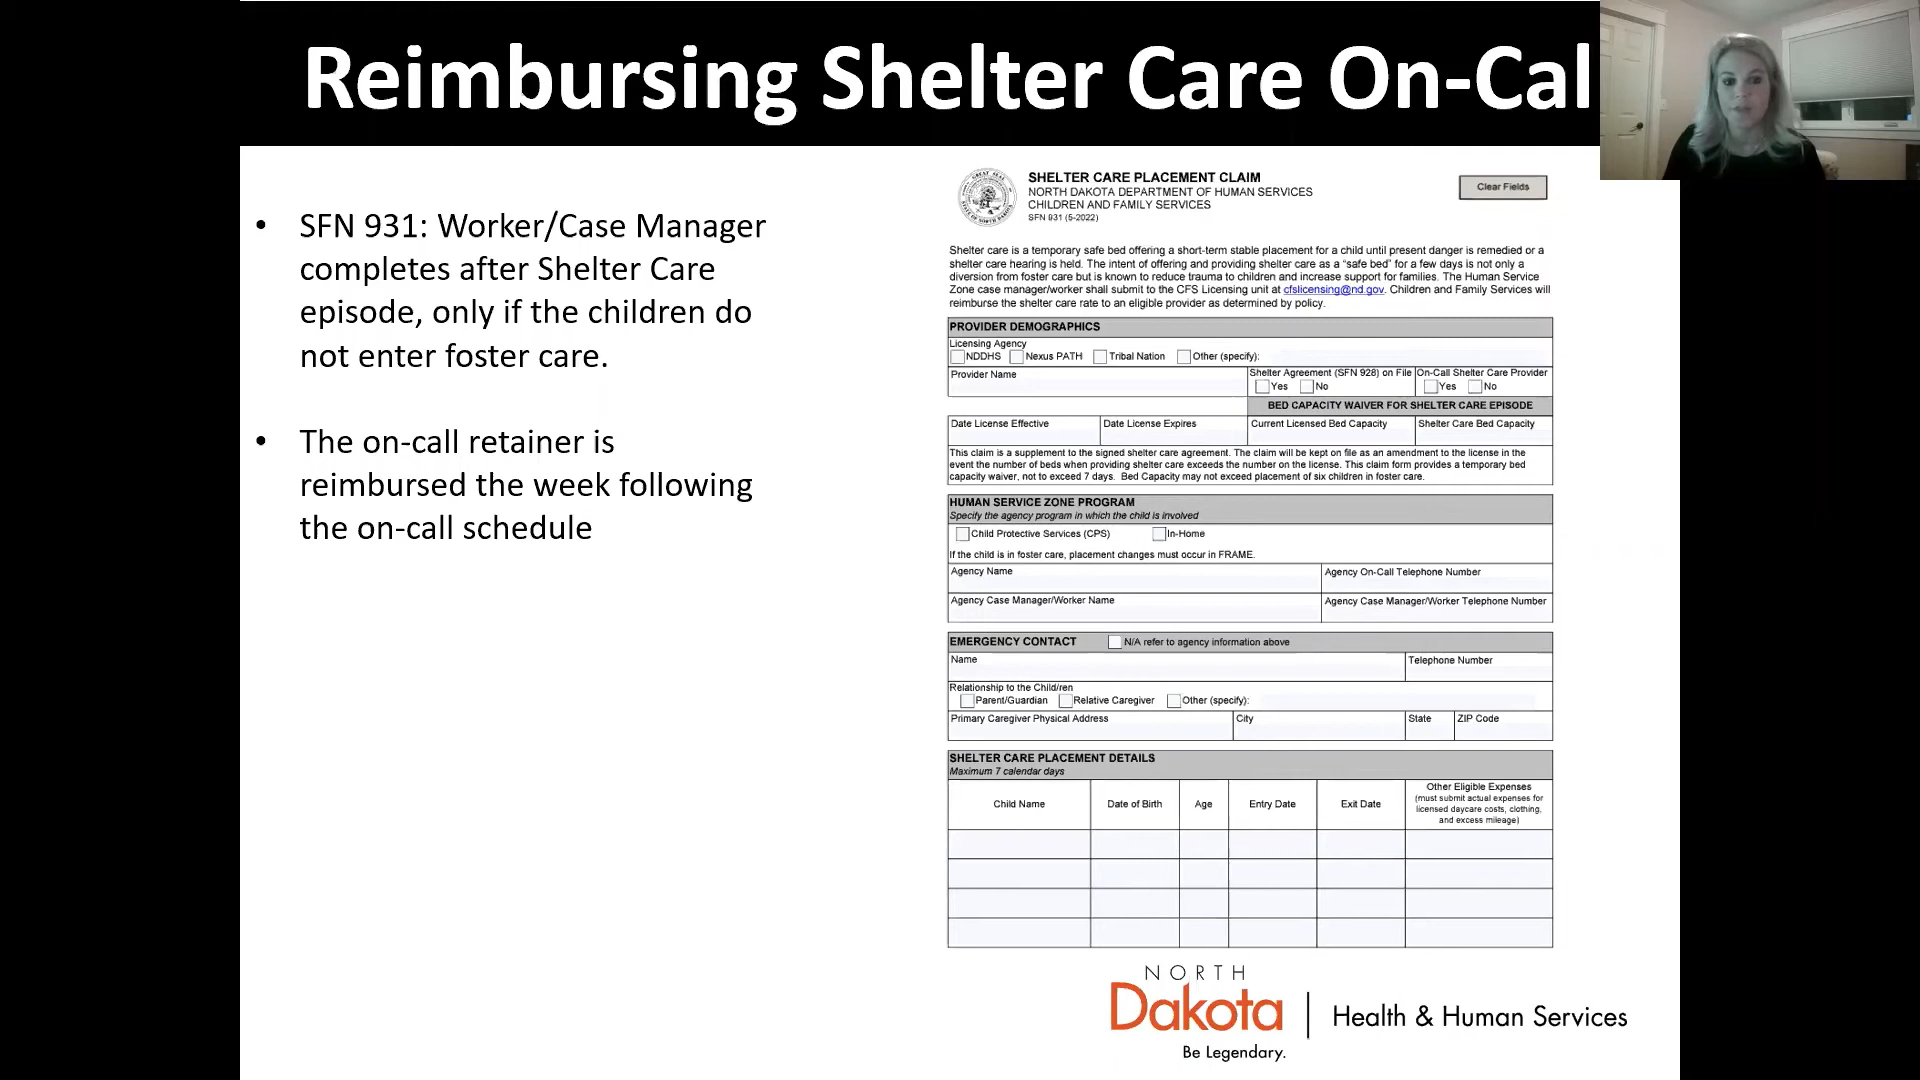 Reimbursing Shelter Care On-Cal
• SFN 931: Worker/Case Manager
completes after Shelter Care
episode, only if the children do
not enter foster care.
• The on-call retainer is
reimbursed the week following
the on-call schedule
SHELTER CARE PLACEMENT CLAIM
NORTH DAKOTA DEPARTMENT OF HUMAN SERVICES
CHILDREN AND FAMILY SERVICES
SFN 931 (5-2022)
Clear Fields
Shelter care is a temporary safe bed offering a short-term stable placement for a child until present danger is remedied or a
shelter care hearing is held. The intent of offering and providing shelter care as a “safe bed” for a few days is not only a
diversion from foster care but is known to reduce trauma to children and increase support for families. The Human Service
Zone case manager/worker shall submit to the CFS Licensing unit at cfslicensing@nd.gov. Children and Family Services will
reimburse the shelter care rate to an eligible provider as determined by policy.
PROVIDER DEMOGRAPHICS
Licensing Agency
NDDHS Nexus PATH Tribal Nation Other (specify):
Provider Name
Shelter Agreement (SFN 928) on File
Yes No
On-Call Shelter Care Provider
Yes No
BED CAPACITY WAIVER FOR SHELTER CARE EPISODE
Date License Effective
Date License Expires
Current Licensed Bed Capacity
Shelter Care Bed Capacity
This claim is a supplement to the signed shelter care agreement. The claim will be kept on file as an amendment to the license in the
event the number of beds when providing shelter care exceeds the number on the license. This claim form provides a temporary bed
capacity waiver, not to exceed 7 days. Bed Capacity may not exceed placement of six children in foster care.
HUMAN SERVICE ZONE PROGRAM
Specify the agency program in which the child is involved
Child Protective Services (CPS) In-Home
If the child is in foster care, placement changes must occur in FRAME.
Agency Name
Agency On-Call Telephone Number
Agency Case Manager/Worker Name
Agency Case Manager/Worker Telephone Number
EMERGENCY CONTACT N/A refer to agency information above
Name
Telephone Number
Relationship to the Child/ren
Parent/Guardian Relative Caregiver Other (specify):
Primary Caregiver Physical Address
City
State
ZIP Code
SHELTER CARE PLACEMENT DETAILS
Maximum 7 calendar days
Child Name
Date of Birth
Age
Entry Date
Exit Date
Other Eligible Expenses
(must submit actual expenses for
licensed daycare costs, clothing,
and excess mileage)
NORTH
Dakota
Be Legendary.
Health & Human Services